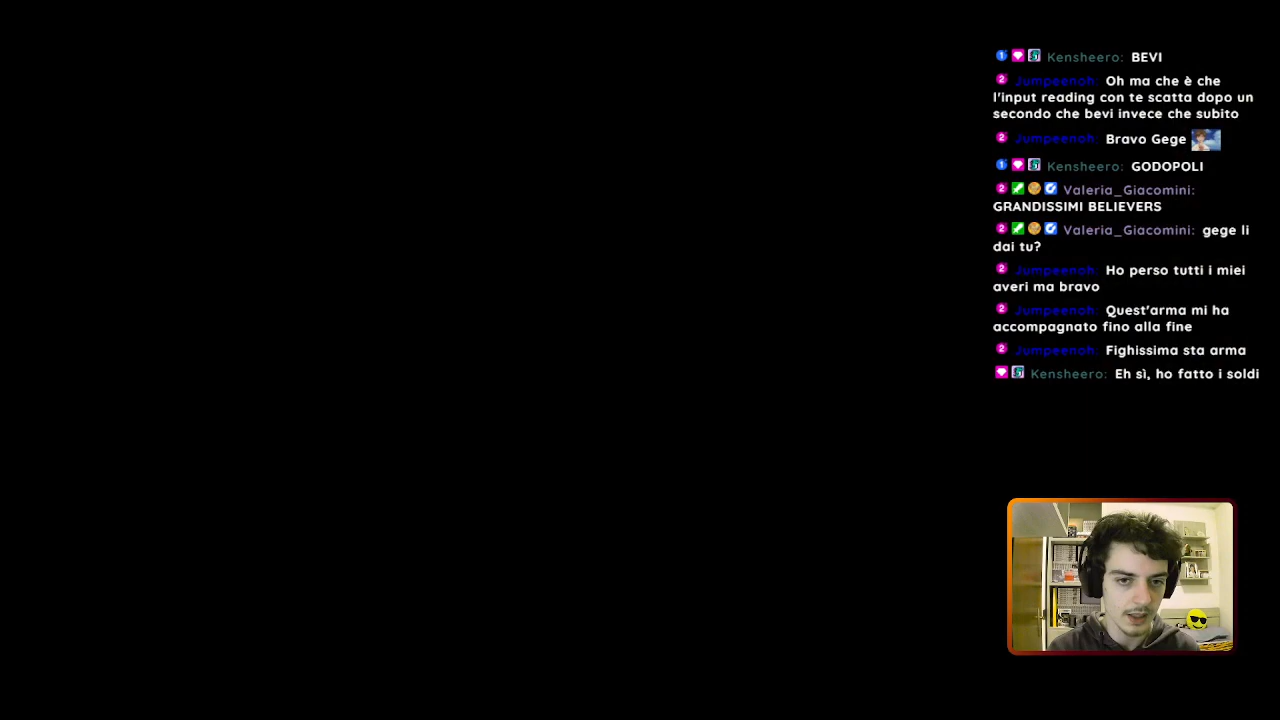 Kensheero: BEVI
Jumpeenoh: Oh ma che è che
l'input reading con te scatta dopo un
secondo che bevi invece che subito
Jumpeenoh: Bravo Gege
Kensheero: GODOPOLI
Valeria_Giacomini:
GRANDISSIMI BELIEVERS
Valeria_Giacomini: gege li
dai tu?
Jumpeenoh: Ho perso tutti i miei
averi ma bravo
Jumpeenoh: Quest'arma mi ha
accompagnato fino alla fine
Jumpeenoh: Fighissima sta arma
Kensheero: Eh sì, ho fatto i soldi